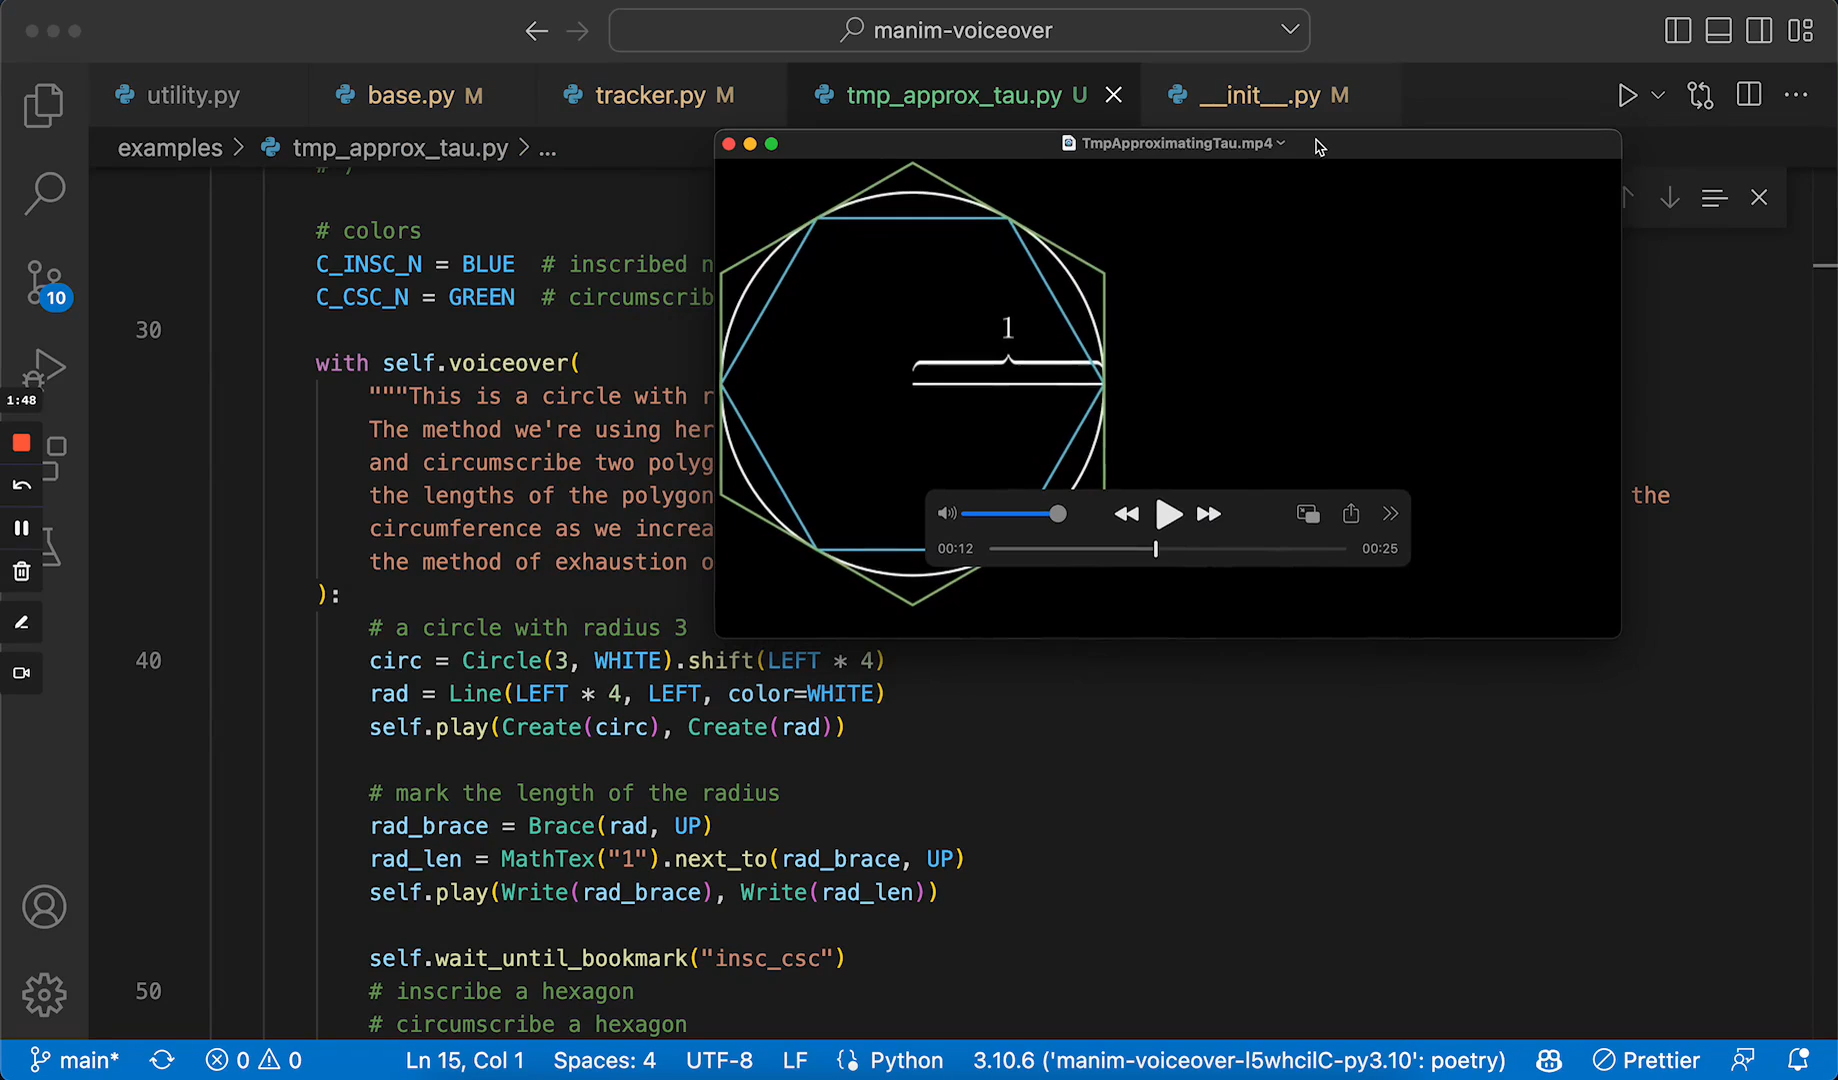 manim-voiceover
utility.py
base.py M
tracker.py M
tmp_approx_tau.py U
__init__.py M
examples > tmp_approx_tau.py > ...
TmpApproximatingTau.mp4
# colors
C_INSC_N = BLUE # inscribed n
C_CSC_N = GREEN # circumscrib
30
with self.voiceover(
"""This is a circle with r
The method we're using her
and circumscribe two polyg
the lengths of the polygon
the
circumference as we increa
the method of exhaustion o
):
# a circle with radius 3
40
circ = Circle(3, WHITE).shift(LEFT * 4)
rad = Line(LEFT * 4, LEFT, color=WHITE)
self.play(Create(circ), Create(rad))
# mark the length of the radius
rad_brace = Brace(rad, UP)
rad_len = MathTex("1").next_to(rad_brace, UP)
self.play(Write(rad_brace), Write(rad_len))
self.wait_until_bookmark("insc_csc")
50
# inscribe a hexagon
# circumscribe a hexagon
1
00:12
00:25
10
1:48
main*
0
0
Ln 15, Col 1
Spaces: 4
UTF-8
LF
Python
3.10.6 ('manim-voiceover-l5whcilC-py3.10': poetry)
Prettier